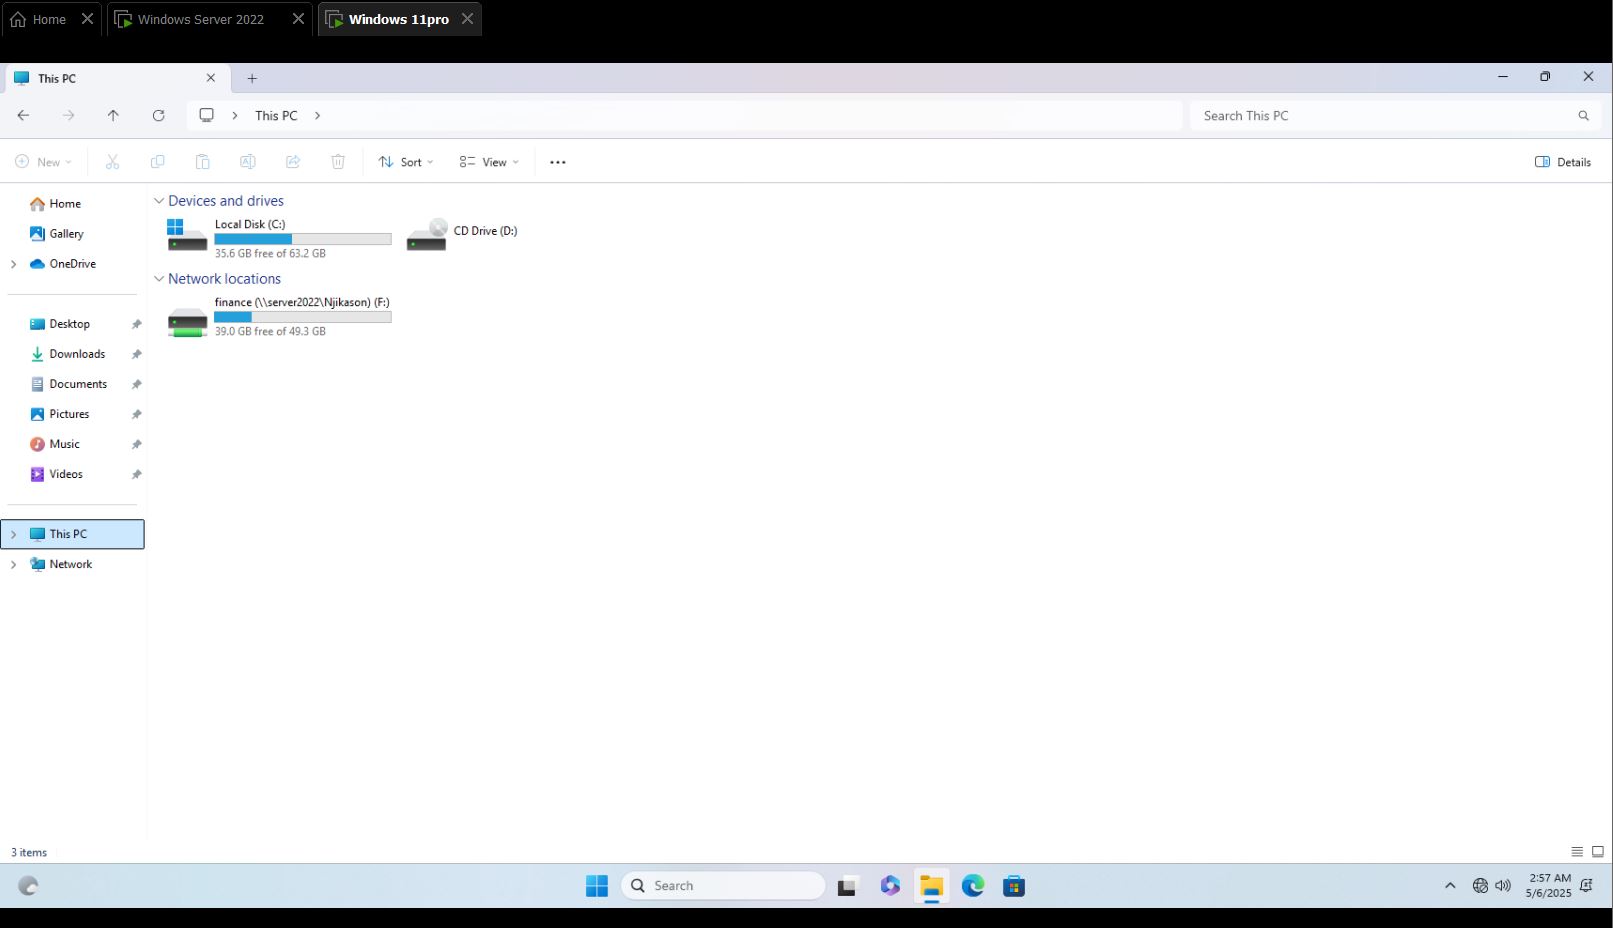 Home
Windows Server 2022
Windows 11pro
This PC
This PC
Search This PC
New
Sort
View
Details
Home
Gallery
OneDrive
Desktop
Downloads
Documents
Pictures
Music
Videos
This PC
Network
Devices and drives
Local Disk (C:)
35.6 GB free of 63.2 GB
CD Drive (D:)
Network locations
finance (\\server2022\Njikason) (F:)
39.0 GB free of 49.3 GB
3 items
Search
2:57 AM
5/6/2025